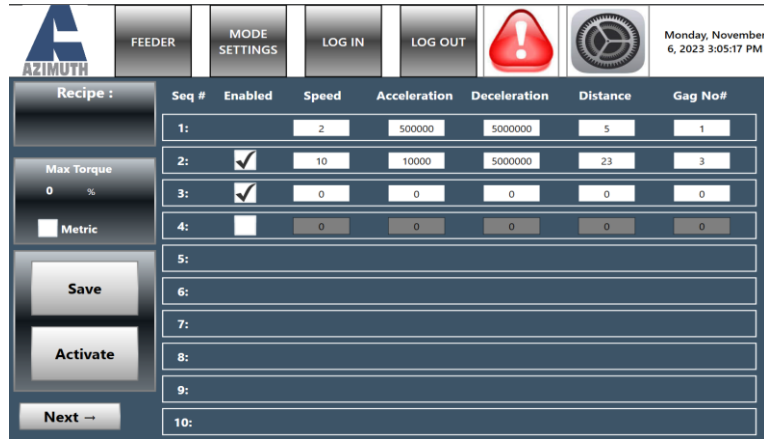 AZIMUTH
FEEDER
MODE
SETTINGS
LOG IN
LOG OUT
Monday, November
6, 2023 3:05:17 PM
Recipe :
Max Torque
0 %
Metric
Save
Activate
Next →
Seq # Enabled Speed Acceleration Deceleration Distance Gag No#
1: 2 500000 5000000 5 1
2: 10 10000 5000000 23 3
3: 0 0 0 0 0
4: 0 0 0 0 0
5:
6:
7:
8:
9:
10: